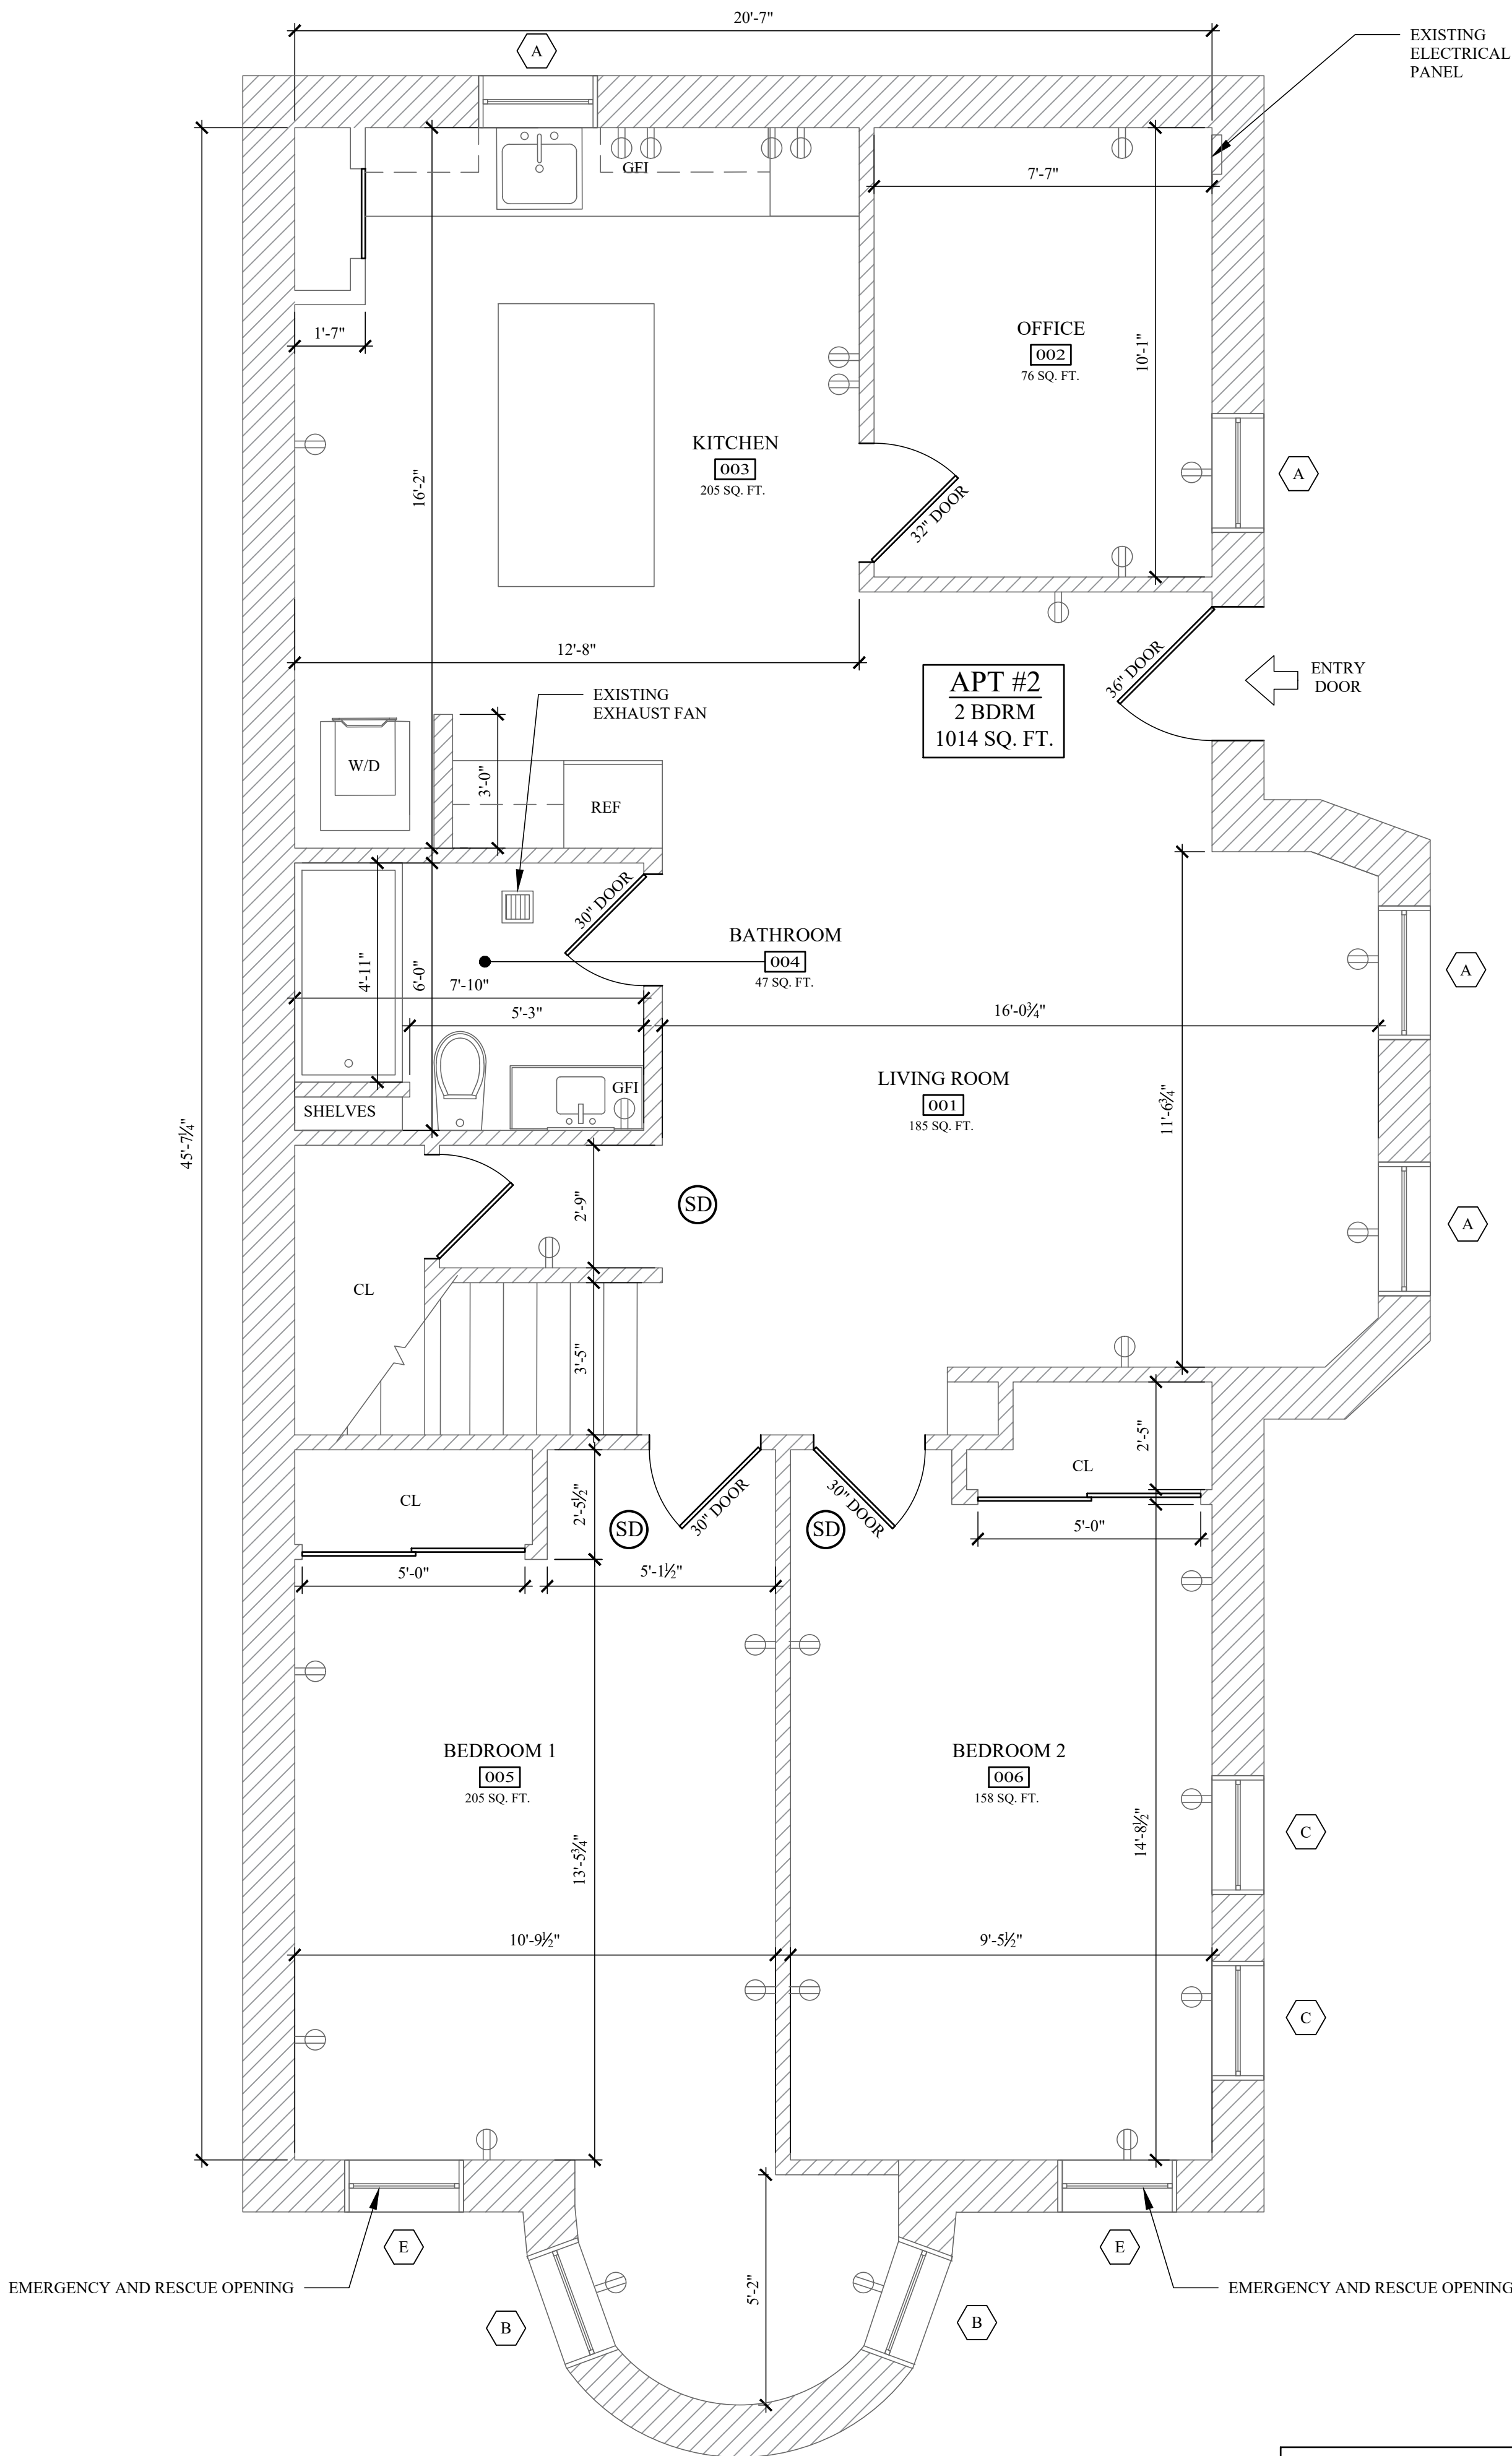 20'-7"
A
EXISTING
ELECTRICAL
PANEL
GFI
7'-7"
1'-7"
OFFICE
002
76 SQ. FT.
10'-1"
KITCHEN
003
205 SQ. FT.
16'-2"
A
32" DOOR
12'-8"
36" DOOR
ENTRY
DOOR
EXISTING
EXHAUST FAN
APT #2
2 BDRM
1014 SQ. FT.
W/D
3'-0"
REF
30" DOOR
BATHROOM
004
47 SQ. FT.
4'-11"
6'-0"
7'-10"
5'-3"
16'-0¾"
A
GFI
SHELVES
LIVING ROOM
001
185 SQ. FT.
11'-6¾"
45'-7¼"
2'-9"
SD
A
CL
3'-5"
2'-5"
CL
CL
2'-5½"
SD
30" DOOR
30" DOOR
SD
5'-0"
5'-0"
5'-1½"
BEDROOM 1
005
205 SQ. FT.
BEDROOM 2
006
158 SQ. FT.
13'-5¾"
14'-8½"
C
10'-9½"
9'-5½"
C
E
E
EMERGENCY AND RESCUE OPENING
EMERGENCY AND RESCUE OPENING
5'-2"
B
B